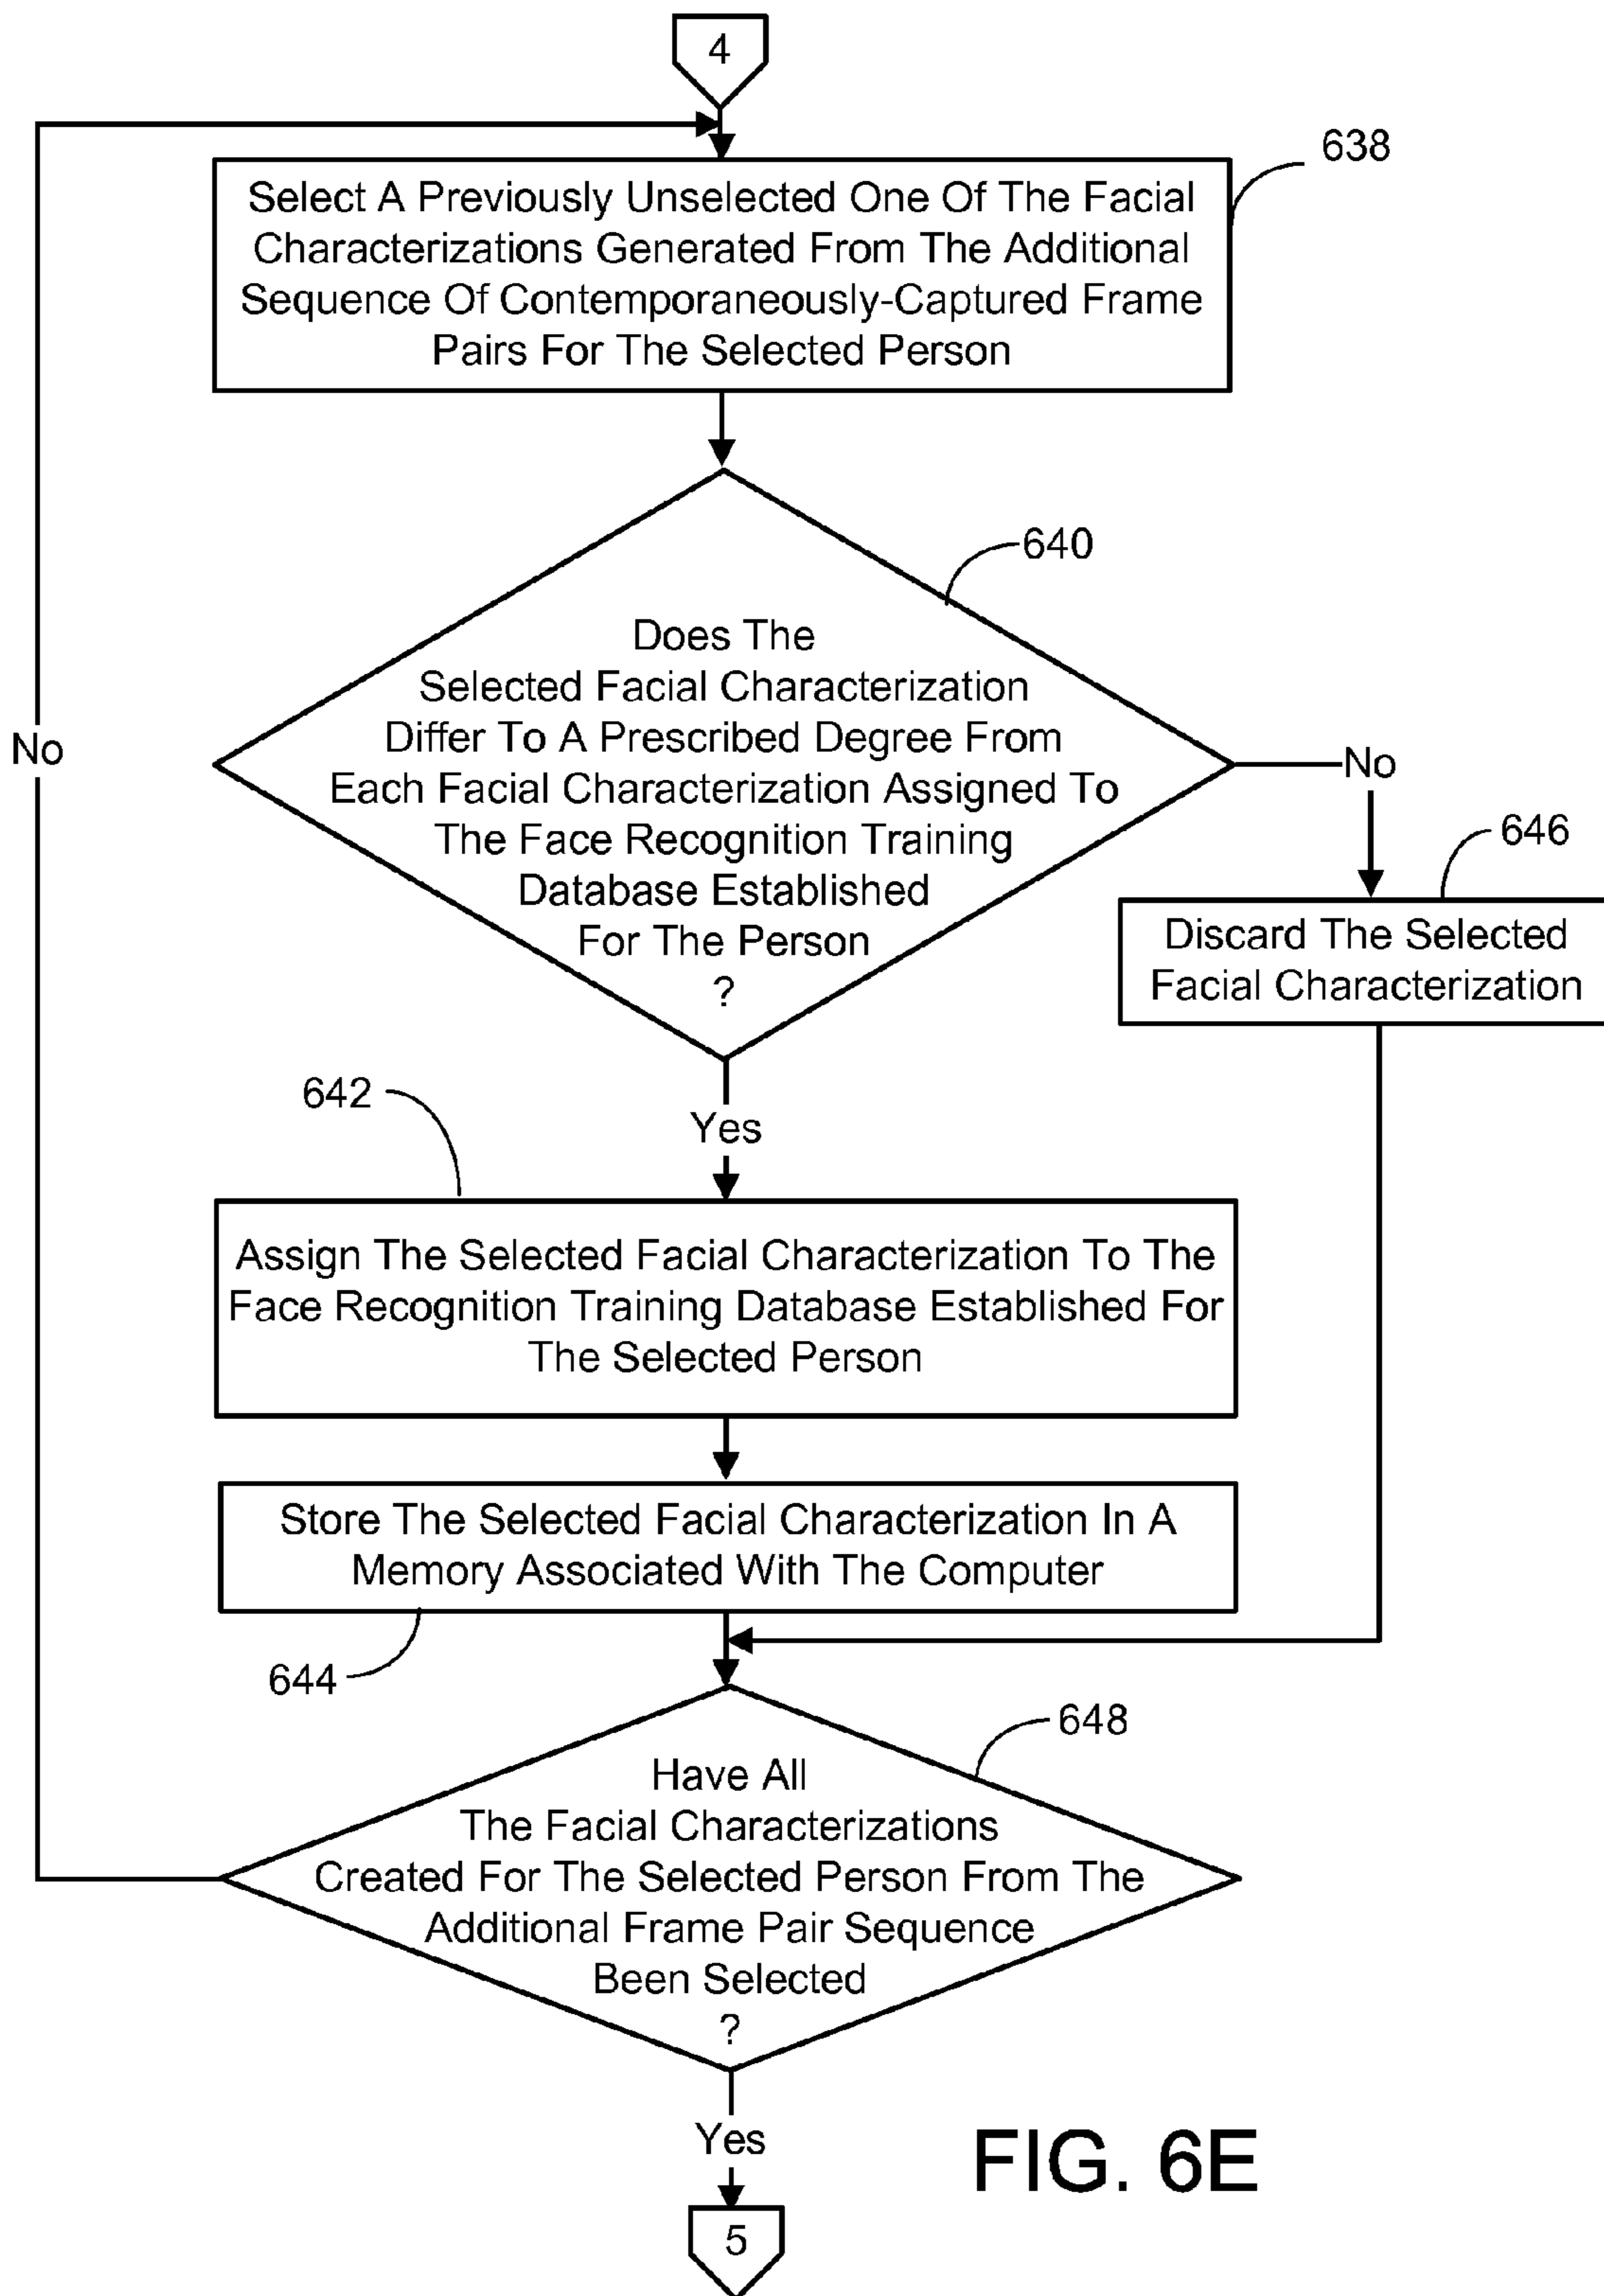 4
638
Select A Previously Unselected One Of The Facial
Characterizations Generated From The Additional
Sequence Of Contemporaneously-Captured Frame
Pairs For The Selected Person
640
Does The
Selected Facial Characterization
Differ To A Prescribed Degree From
Each Facial Characterization Assigned To
The Face Recognition Training
Database Established
For The Person
?
No
No
646
Discard The Selected
Facial Characterization
Yes
642
Assign The Selected Facial Characterization To The
Face Recognition Training Database Established For
The Selected Person
Store The Selected Facial Characterization In A
Memory Associated With The Computer
644
648
Have All
The Facial Characterizations
Created For The Selected Person From The
Additional Frame Pair Sequence
Been Selected
?
Yes
5
FIG. 6E